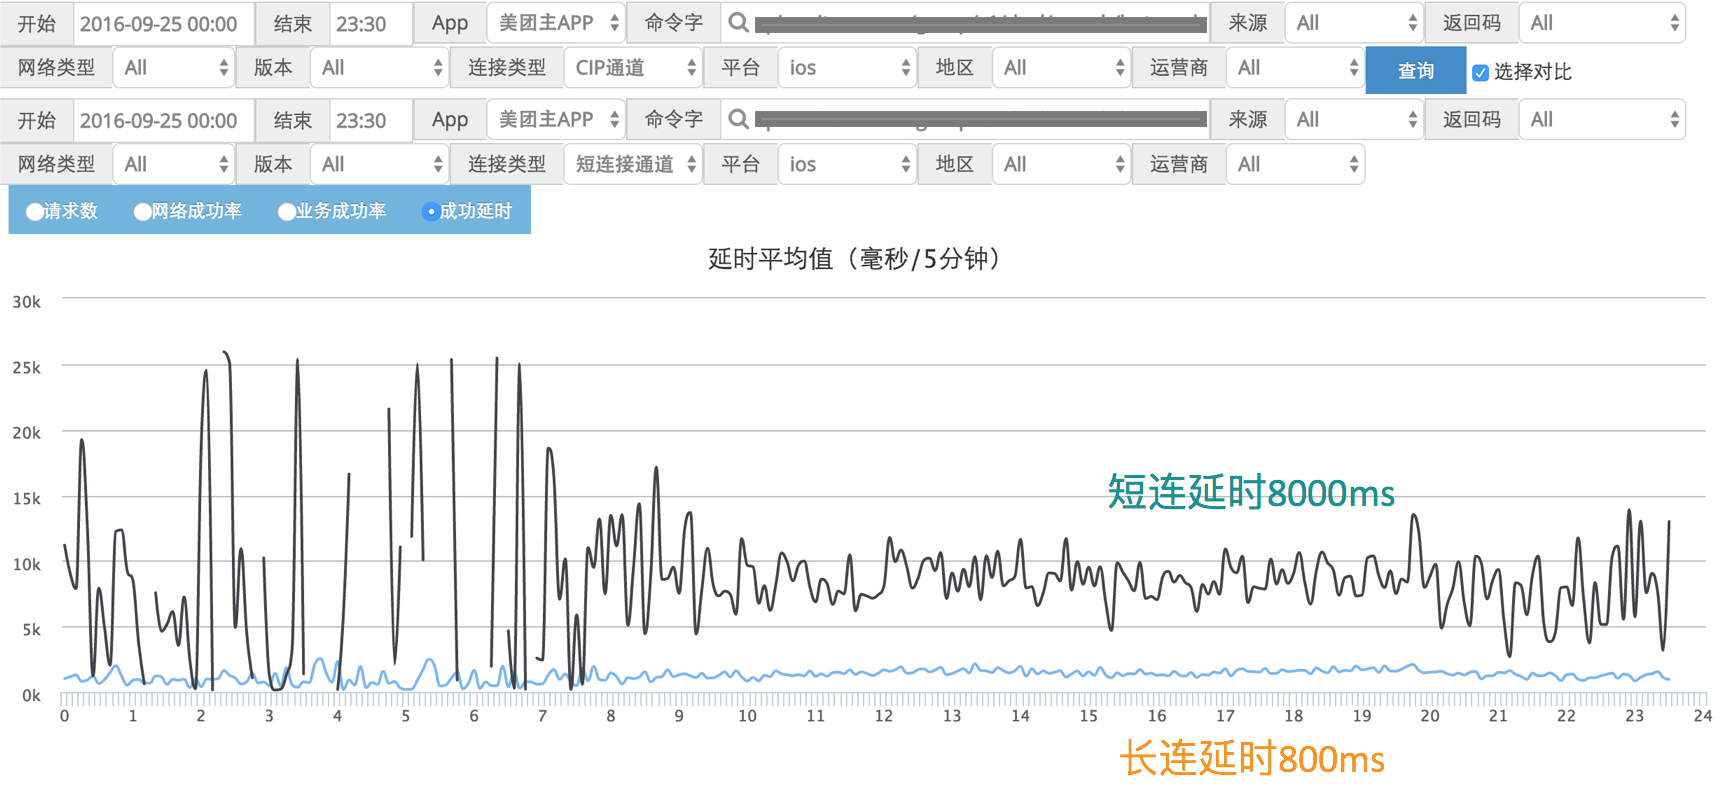 开始 2016-09-25 00:00 结束 23:30 App 美团主APP 命令字 来源 All 返回码 All
网络类型 All 版本 All 连接类型 CIP通道 平台 ios 地区 All 运营商 All 查询 选择对比
开始 2016-09-25 00:00 结束 23:30 App 美团主APP 命令字 来源 All 返回码 All
网络类型 All 版本 All 连接类型 短连接通道 平台 ios 地区 All 运营商 All
请求数 网络成功率 业务成功率 成功延时
延时平均值（毫秒/5分钟）
30k
25k
20k
短连延时8000ms
15k
10k
5k
0k
0 1 2 3 4 5 6 7 8 9 10 11 12 13 14 15 16 17 18 19 20 21 22 23 24
长连延时800ms